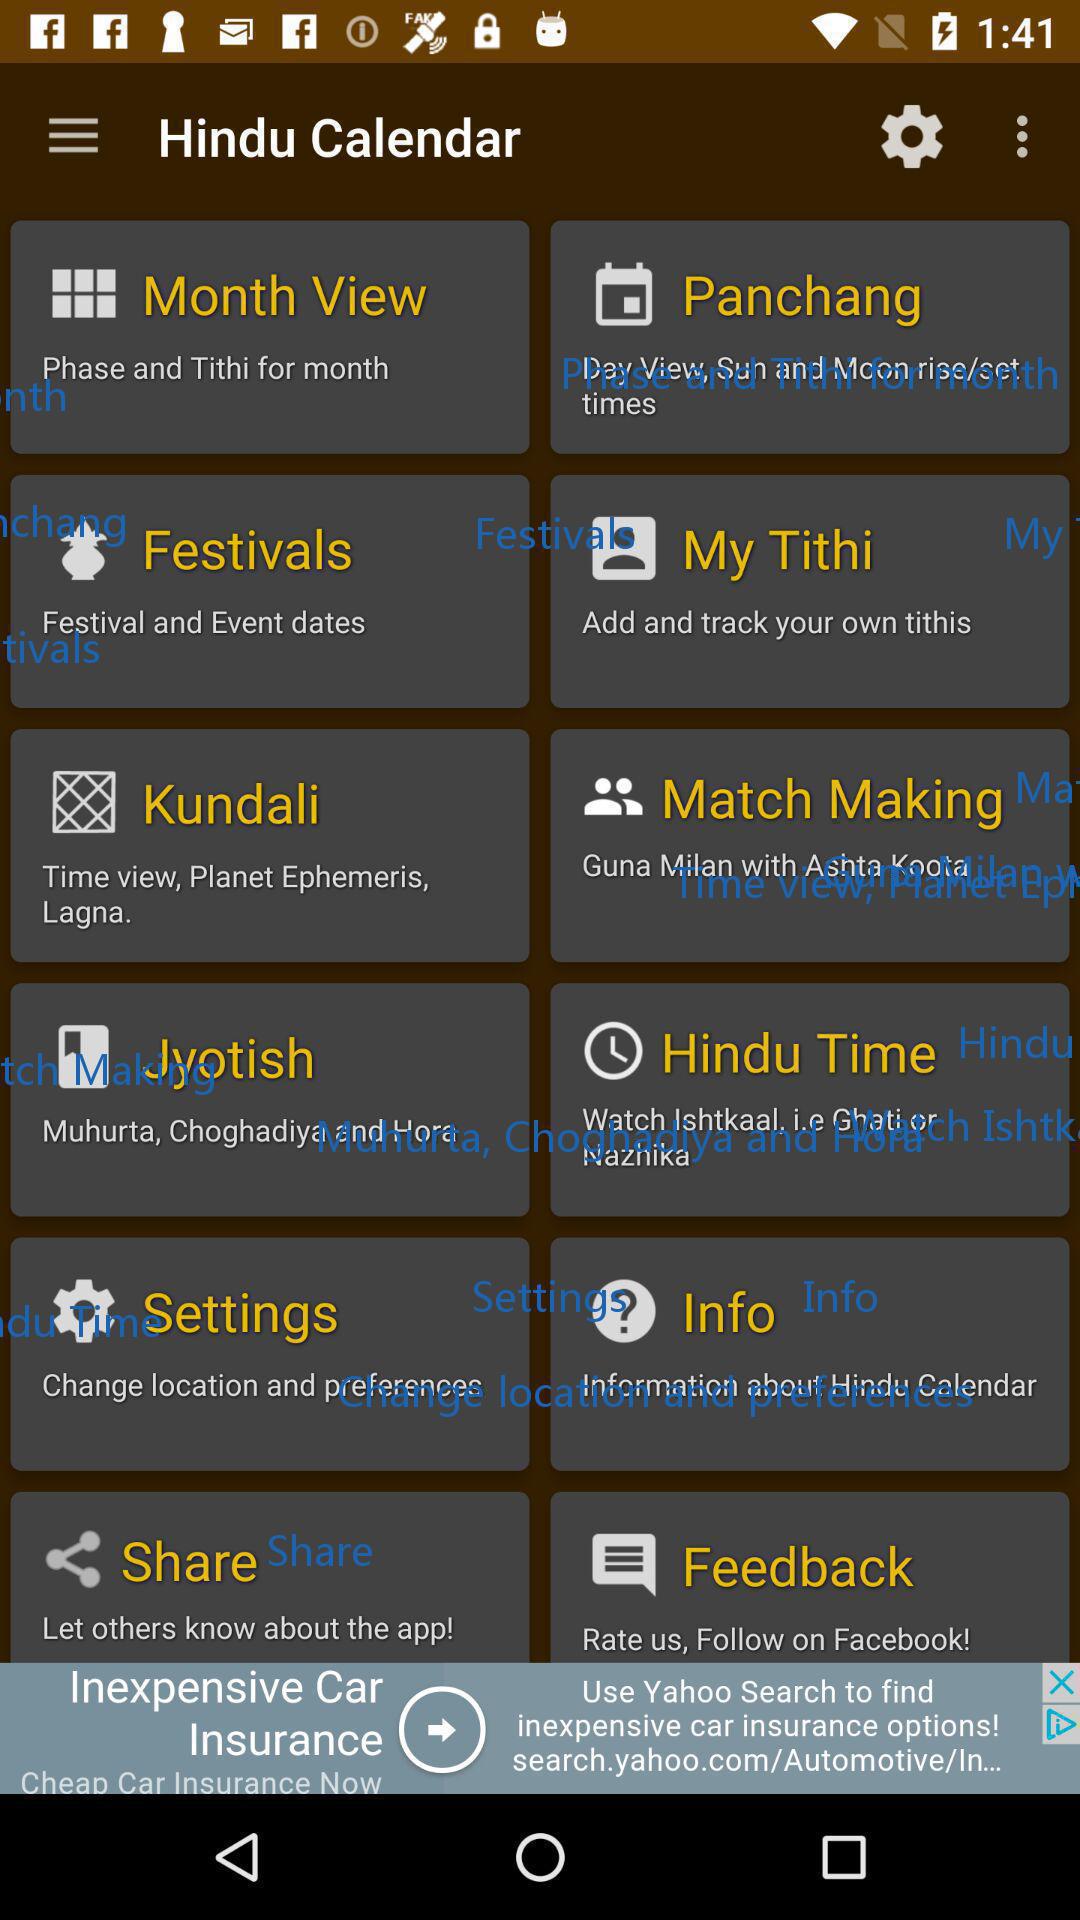 FAKE
1:41
Hindu Calendar
Month View
Phase and Tithi for month
nth
Panchang
Day View, Sun and Moon rise/set
times
Phase and Tithi for month
nchang
Festivals
Festival and Event dates
tivals
Festivals
My Tithi
Add and track your own tithis
My
Kundali
Time view, Planet Ephemeris,
Lagna.
Match Making
Mat
Guna Milan with Ashta Koota
Guna Milan w
Time view, Planet Eph
Jyotish
tch Making
Muhurta, Choghadiya and Hora
Muhurta, Choghadiya and Hora
Hindu Time
Hindu
Watch Ishtkaal, i.e Ghati or
Nazhika
Watch Ishtka
Settings
ndu Time
Change location and preferences
Settings
Info
Info
Information about Hindu Calendar
Change location and preferences
Share
Share
Let others know about the app!
Feedback
Rate us, Follow on Facebook!
Inexpensive Car
Insurance
Cheap Car Insurance Now
Use Yahoo Search to find
inexpensive car insurance options!
search.yahoo.com/Automotive/In...